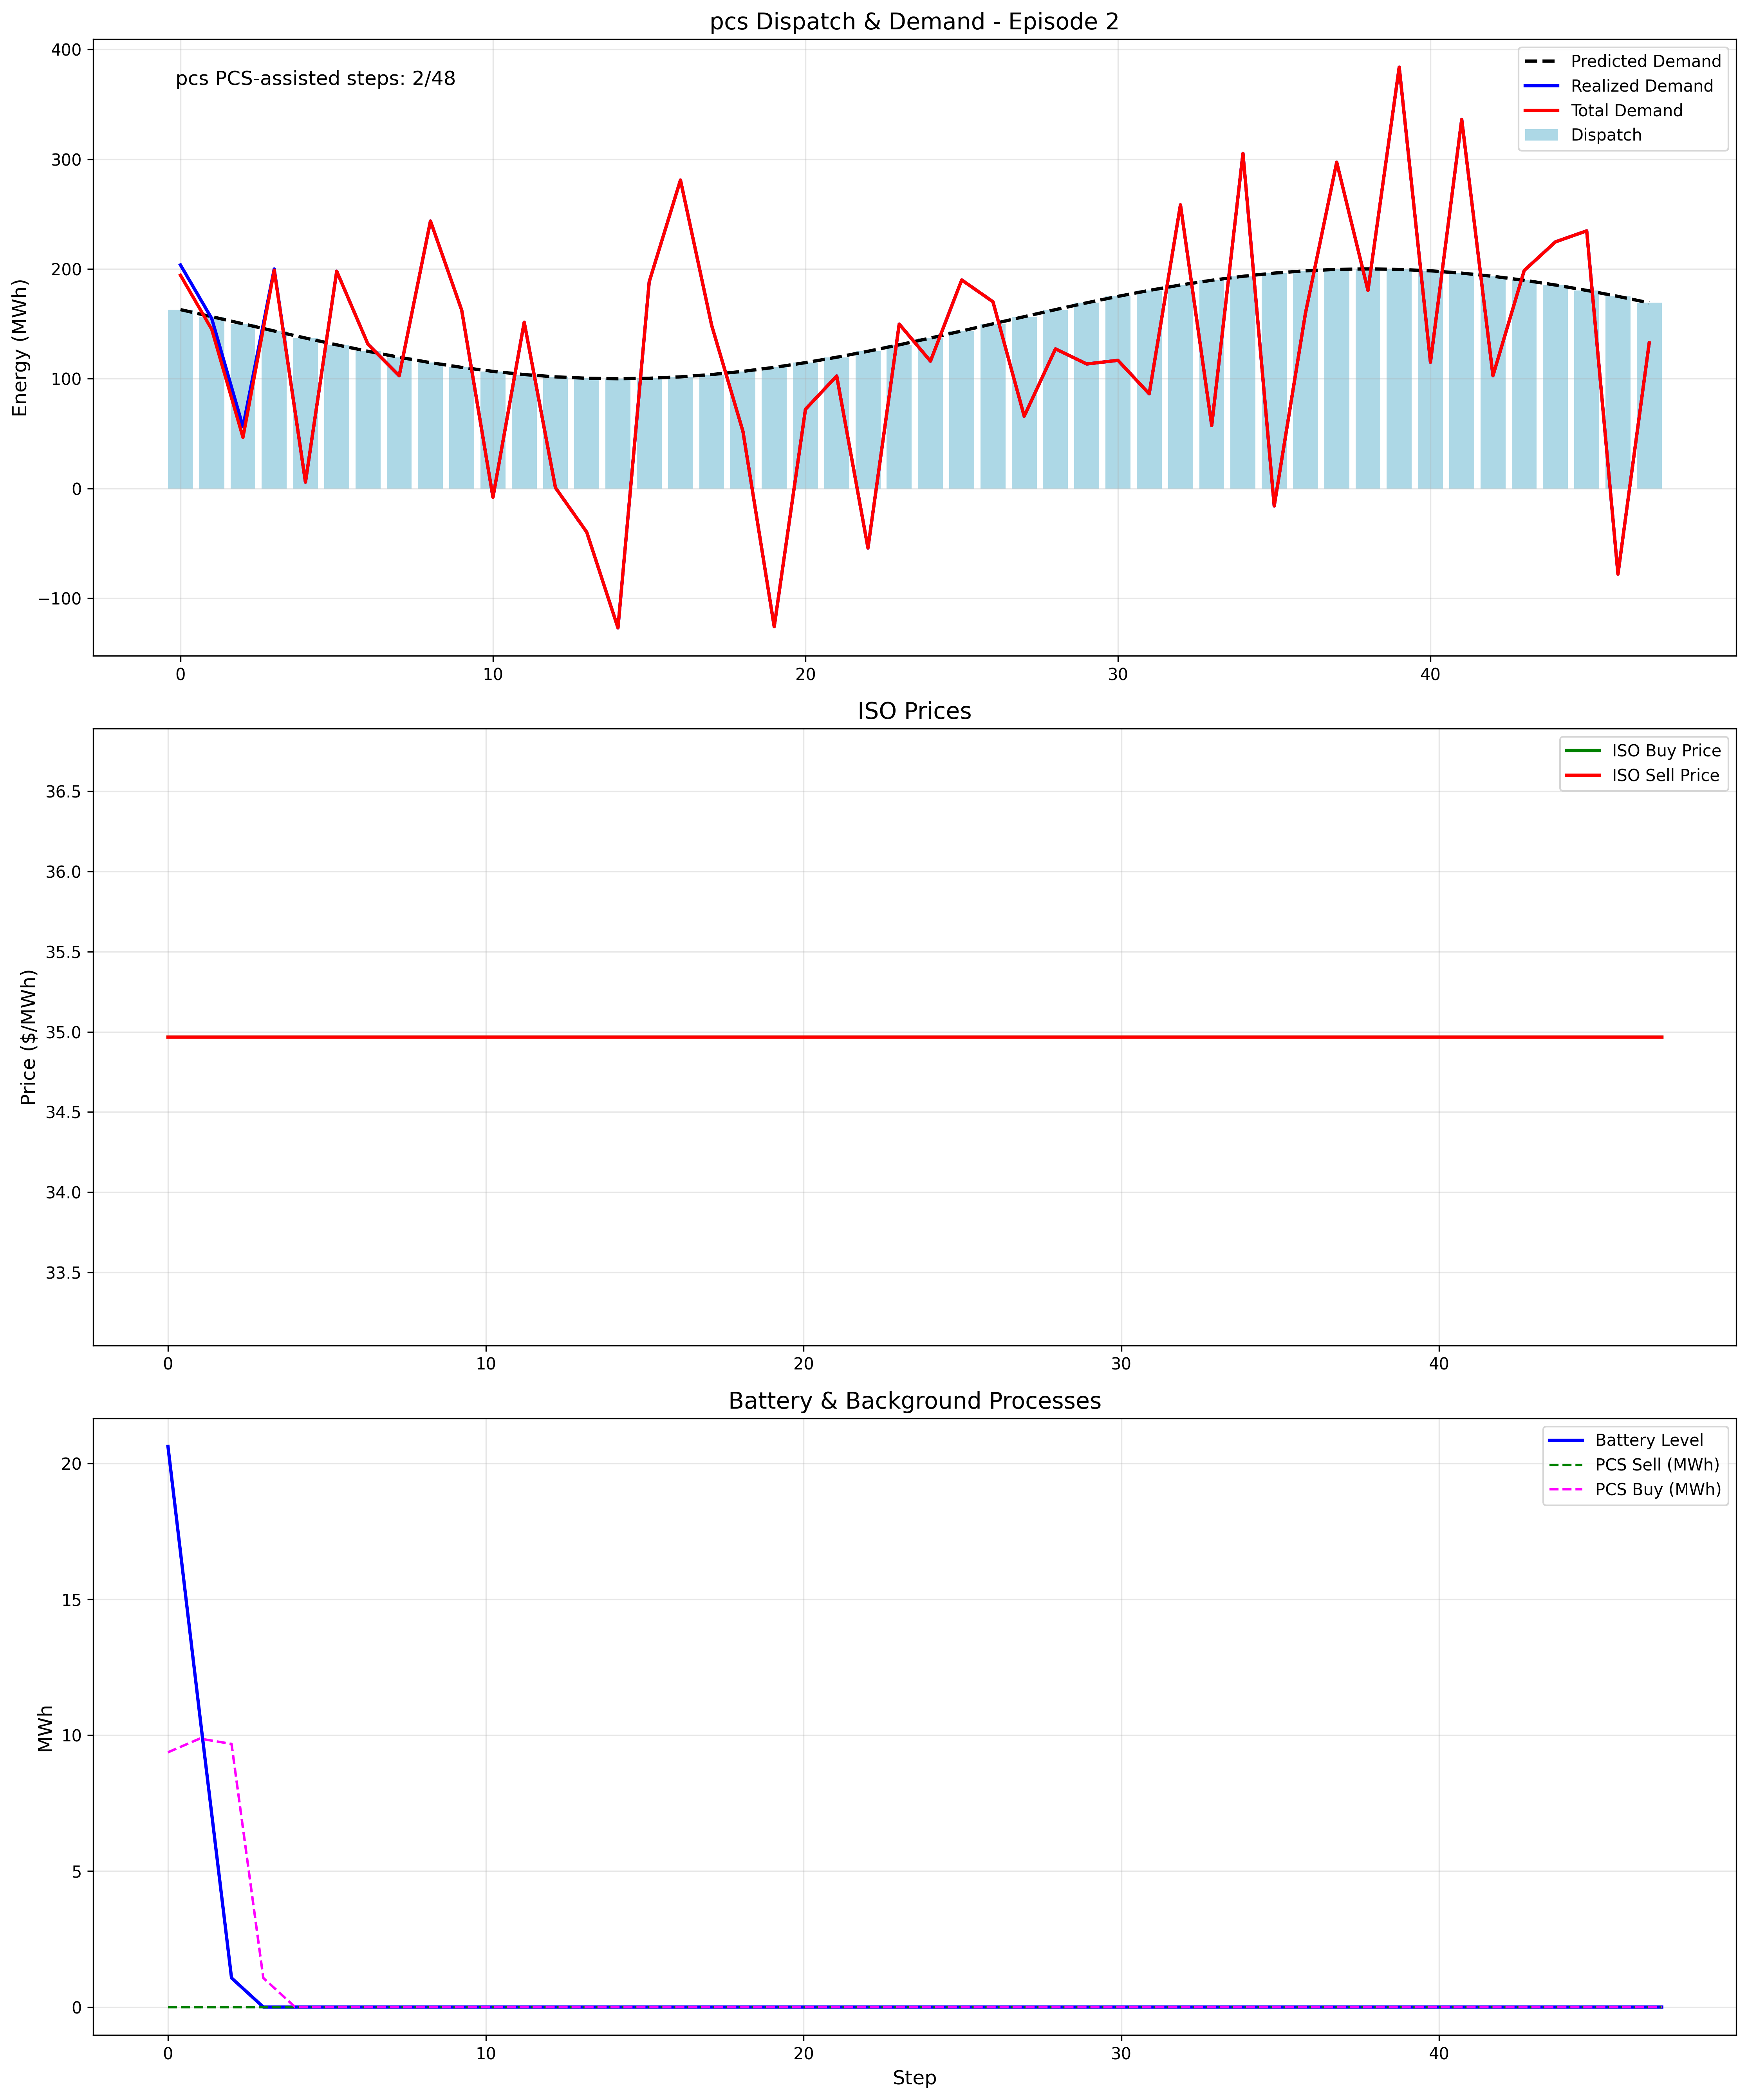 pcs Dispatch & Demand - Episode 2
400
300
200
100
0
−100
Energy (MWh)
pcs PCS-assisted steps: 2/48
Predicted Demand
Realized Demand
Total Demand
Dispatch
0 10 20 30 40
ISO Prices
36.5
36.0
35.5
35.0
34.5
34.0
33.5
Price ($/MWh)
ISO Buy Price
ISO Sell Price
0 10 20 30 40
Battery & Background Processes
20
15
10
5
0
MWh
Battery Level
PCS Sell (MWh)
PCS Buy (MWh)
0 10 20 30 40
Step